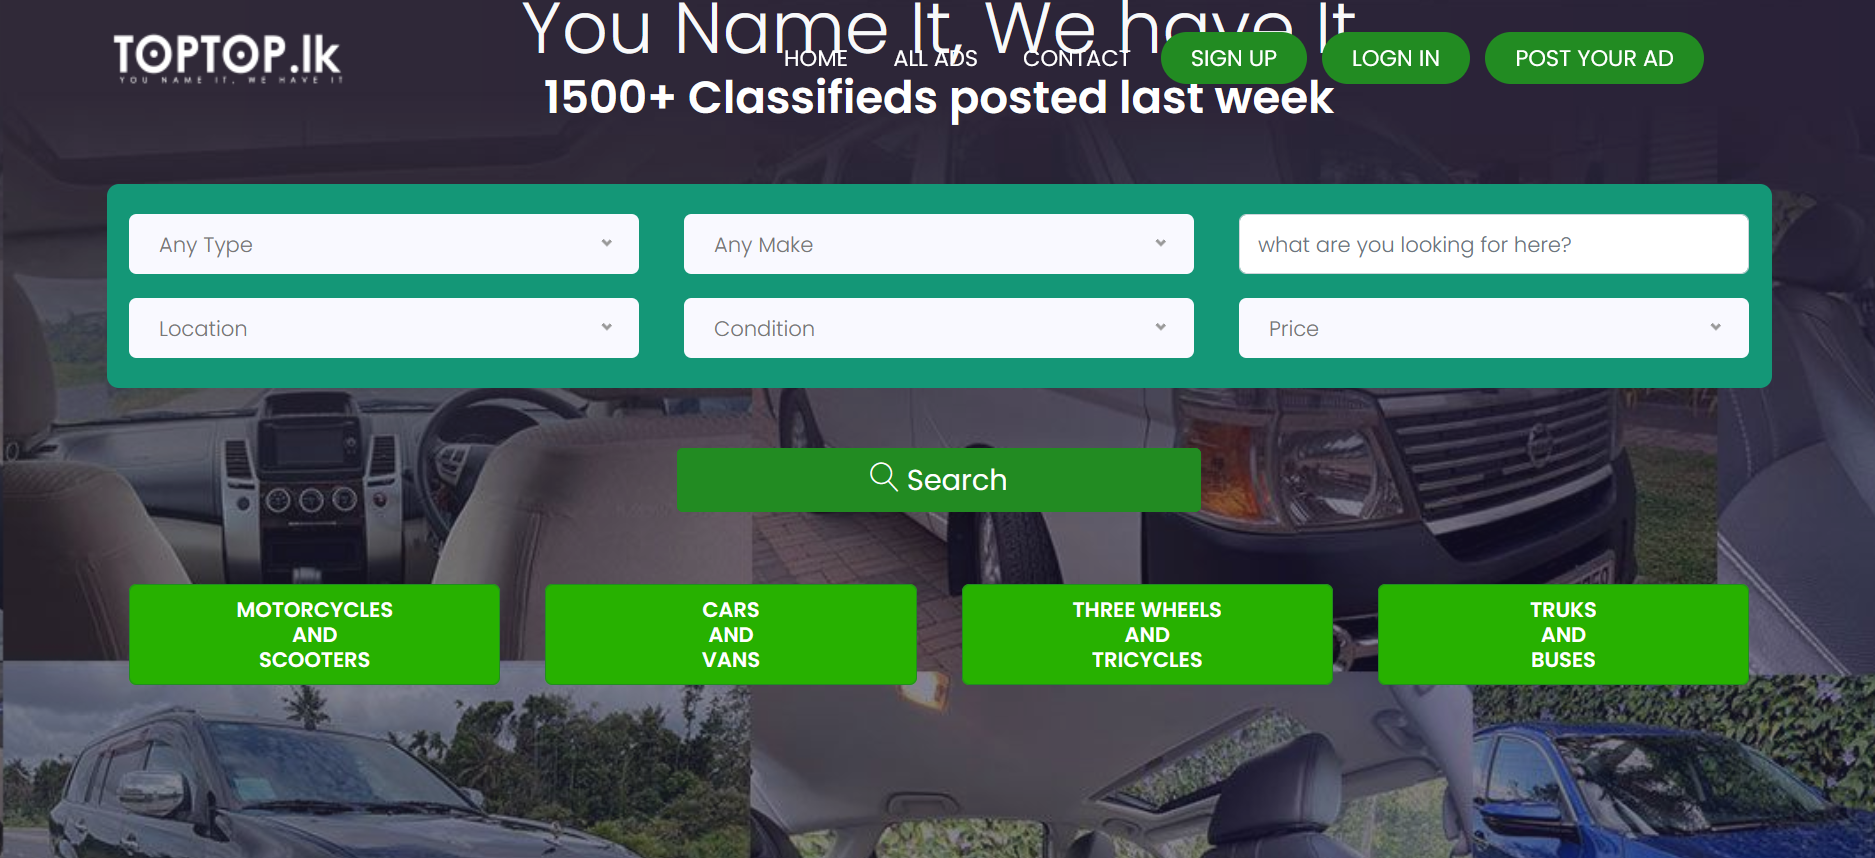 You Name It, We have It
TOPTOP.lk
YOU NAME IT, WE HAVE IT
HOME
ALL ADS
CONTACT
SIGN UP
LOGN IN
POST YOUR AD
1500+ Classifieds posted last week
Any Type
Any Make
what are you looking for here?
Location
Condition
Price
Search
MOTORCYCLES
AND
SCOOTERS
CARS
AND
VANS
THREE WHEELS
AND
TRICYCLES
TRUKS
AND
BUSES